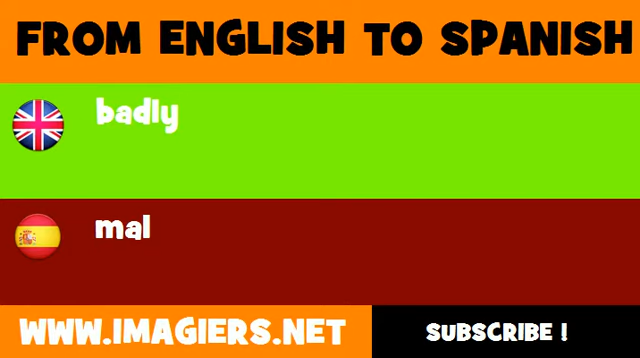 FROM ENGLISH TO SPANISH
badly
mal
WWW.IMAGIERS.NET
SUBSCRIBE !